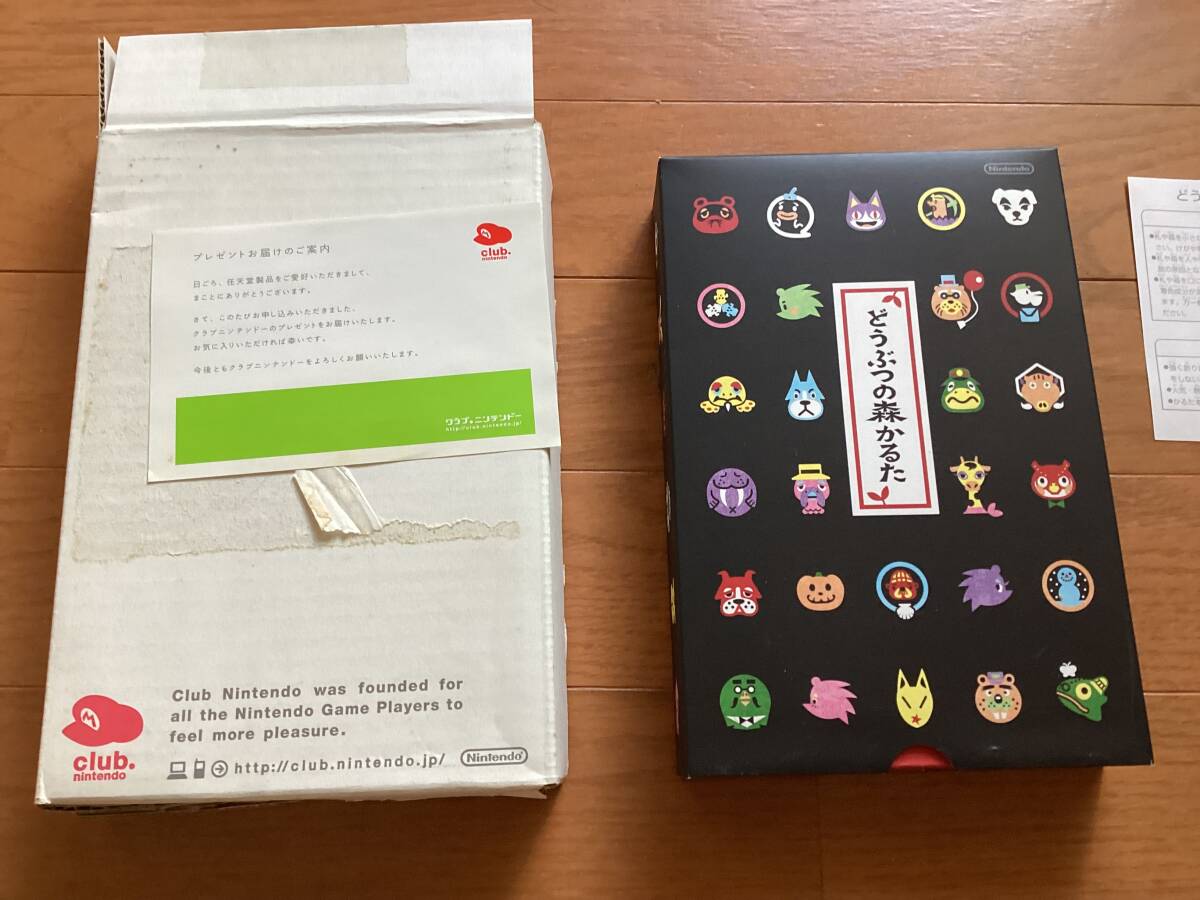 プレゼントお届けのご案内
club.
nintendo
日ごろ、任天堂製品をご愛好いただきまして、
まことにありがとうございます。
さて、このたびお申し込みいただきました、
クラブニンテンドーのプレゼントをお届けいたします。
お気に入りいただければ幸いです。
今後ともクラブニンテンドーをよろしくお願いいたします。
クラブニンテンドー
http://club.nintendo.jp/
M
club.
nintendo
Club Nintendo was founded for
all the Nintendo Game Players to
feel more pleasure.
http://club.nintendo.jp/
Nintendo
Nintendo
どうぶつの森かるた
どう